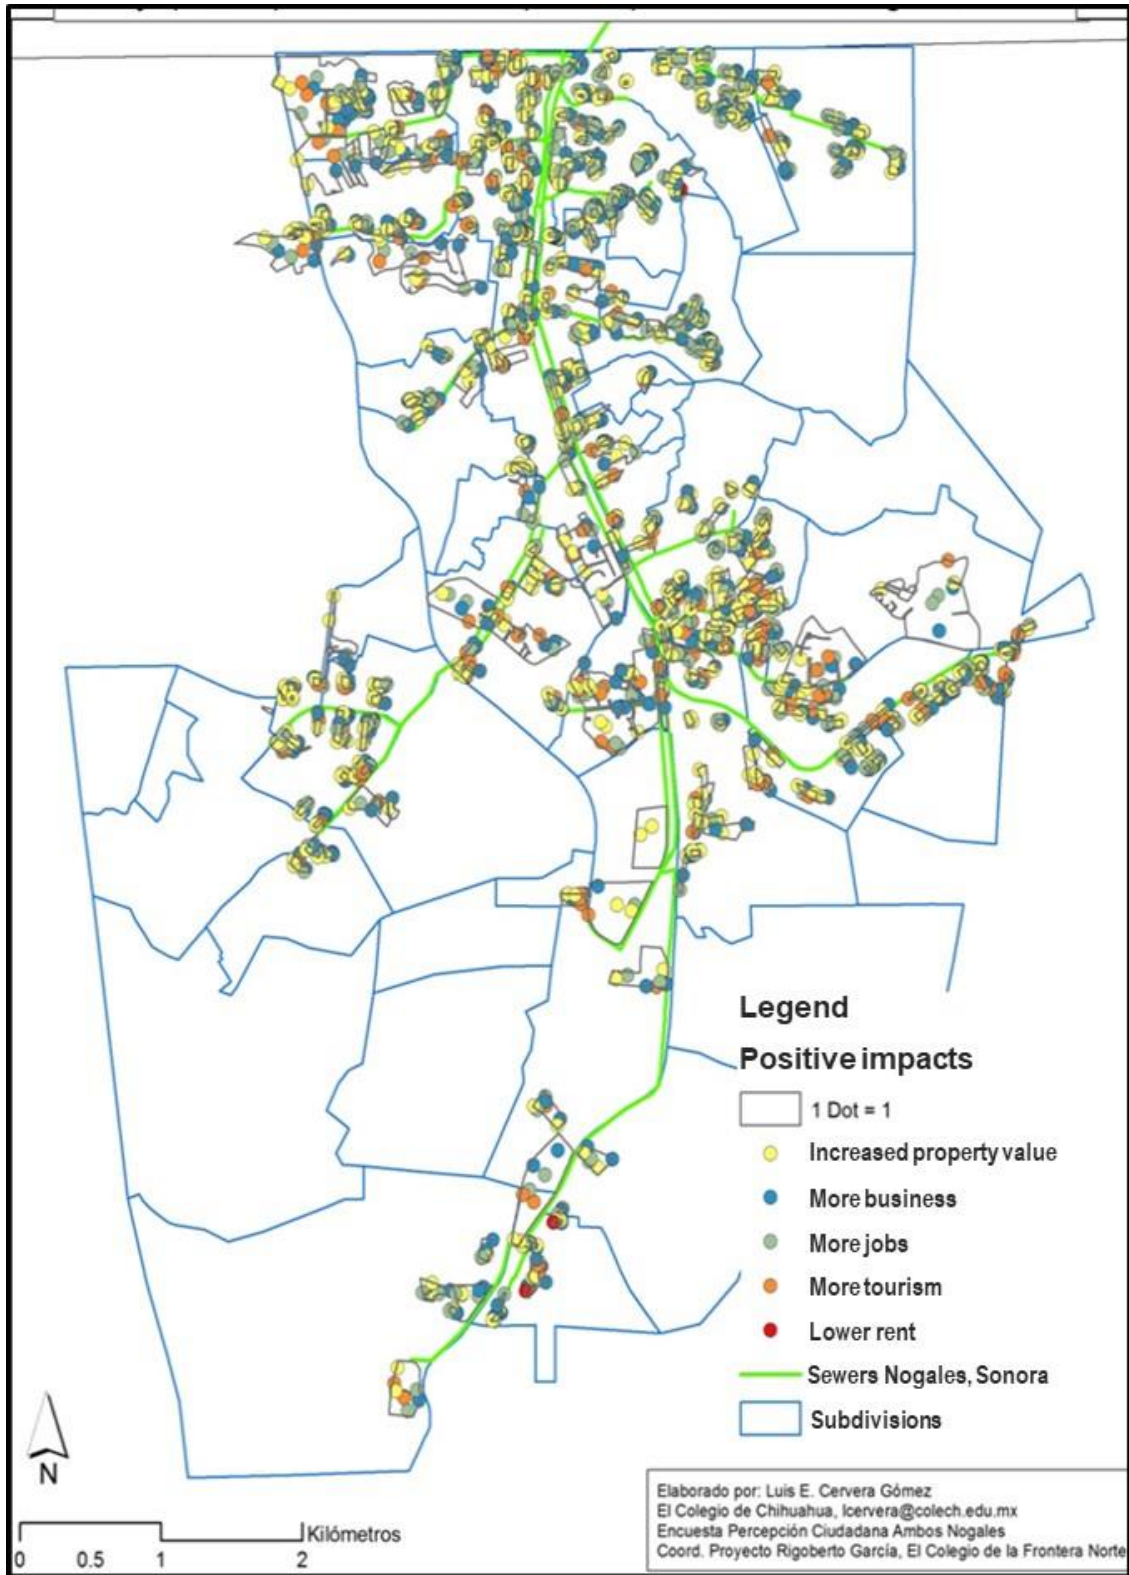 Legend
Positive impacts
1 Dot = 1
Increased property value
More business
More jobs
More tourism
Lower rent
Sewers Nogales, Sonora
Subdivisions
N
Kilómetros
0 0.5 1 2
Elaborado por: Luis E. Cervera Gómez
El Colegio de Chihuahua, lcervera@colech.edu.mx
Encuesta Percepción Ciudadana Ambos Nogales
Coord. Proyecto Rigoberto García, El Colegio de la Frontera Norte